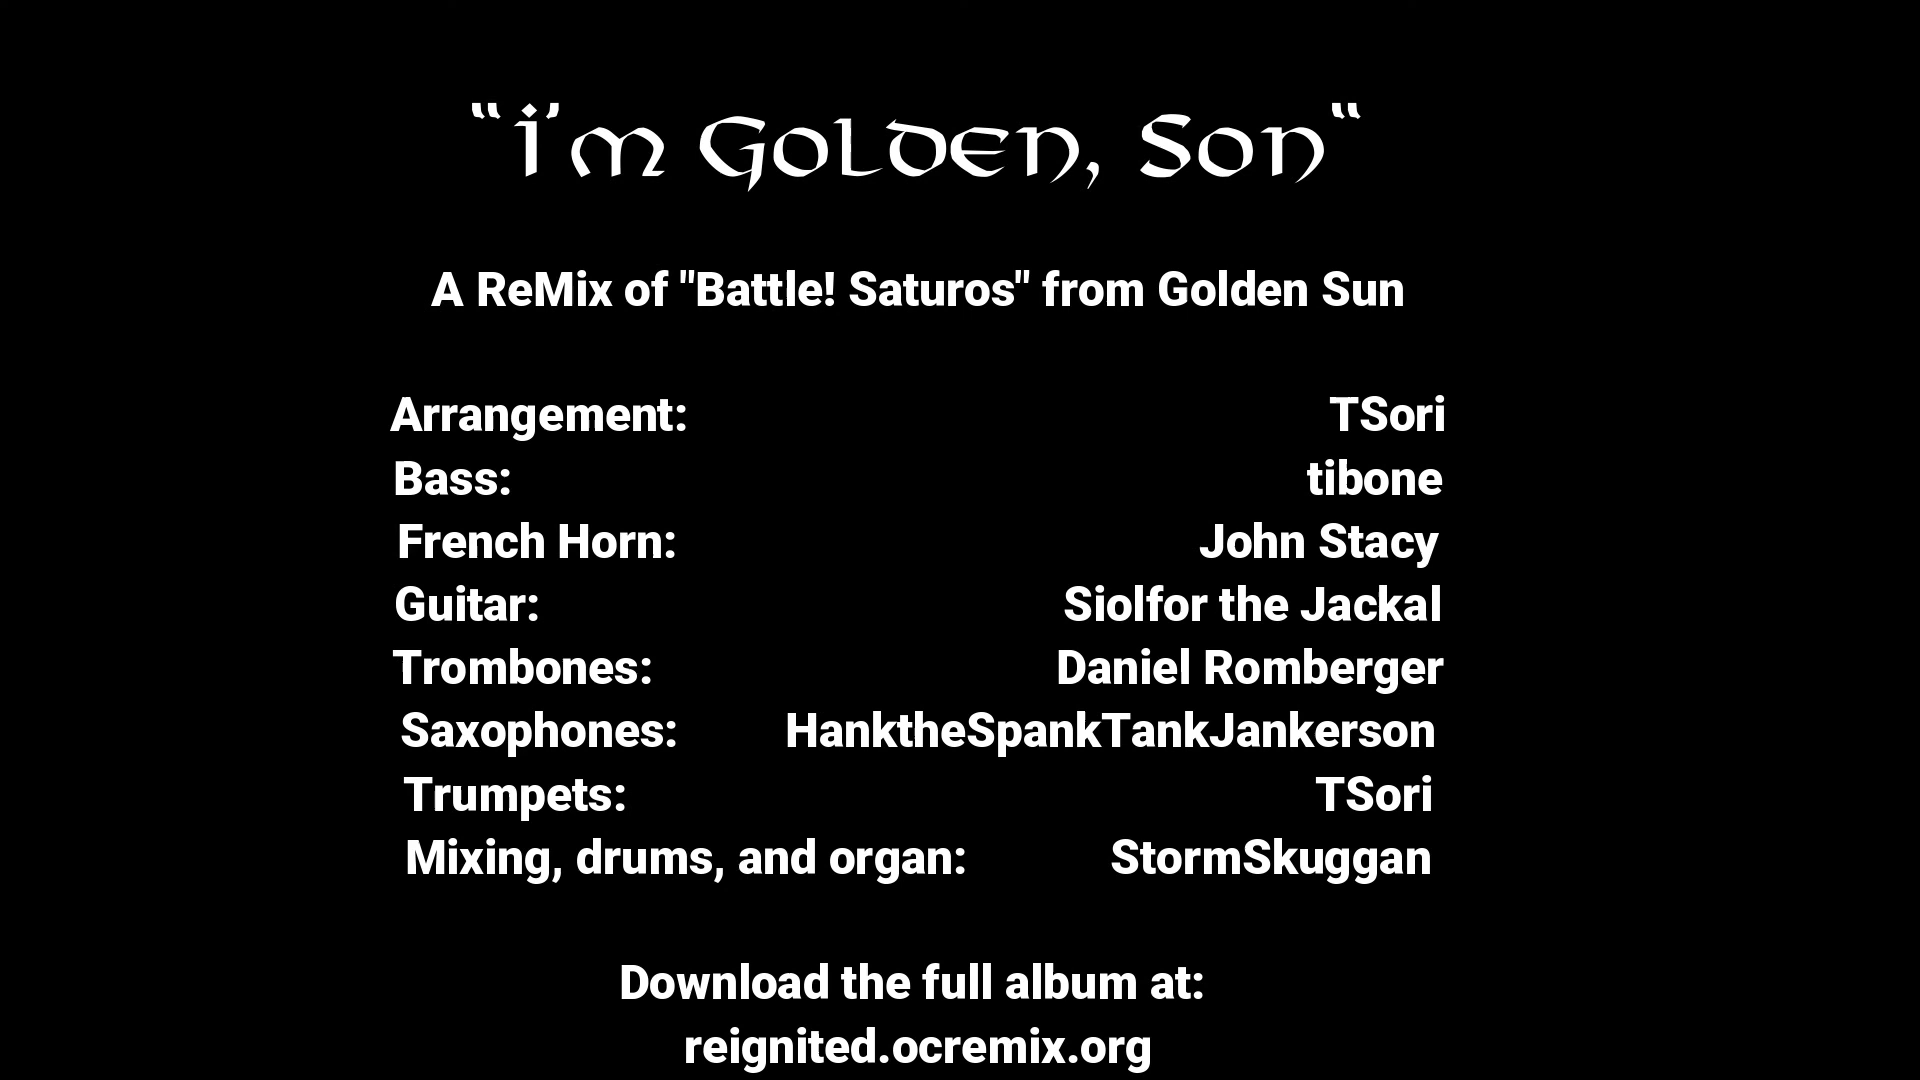 “I’m Golden, Son“
A ReMix of "Battle! Saturos" from Golden Sun
Arrangement: TSori
Bass: tibone
French Horn: John Stacy
Guitar: Siolfor the Jackal
Trombones: Daniel Romberger
Saxophones: HanktheSpankTankJankerson
Trumpets: TSori
Mixing, drums, and organ: StormSkuggan
Download the full album at:
reignited.ocremix.org